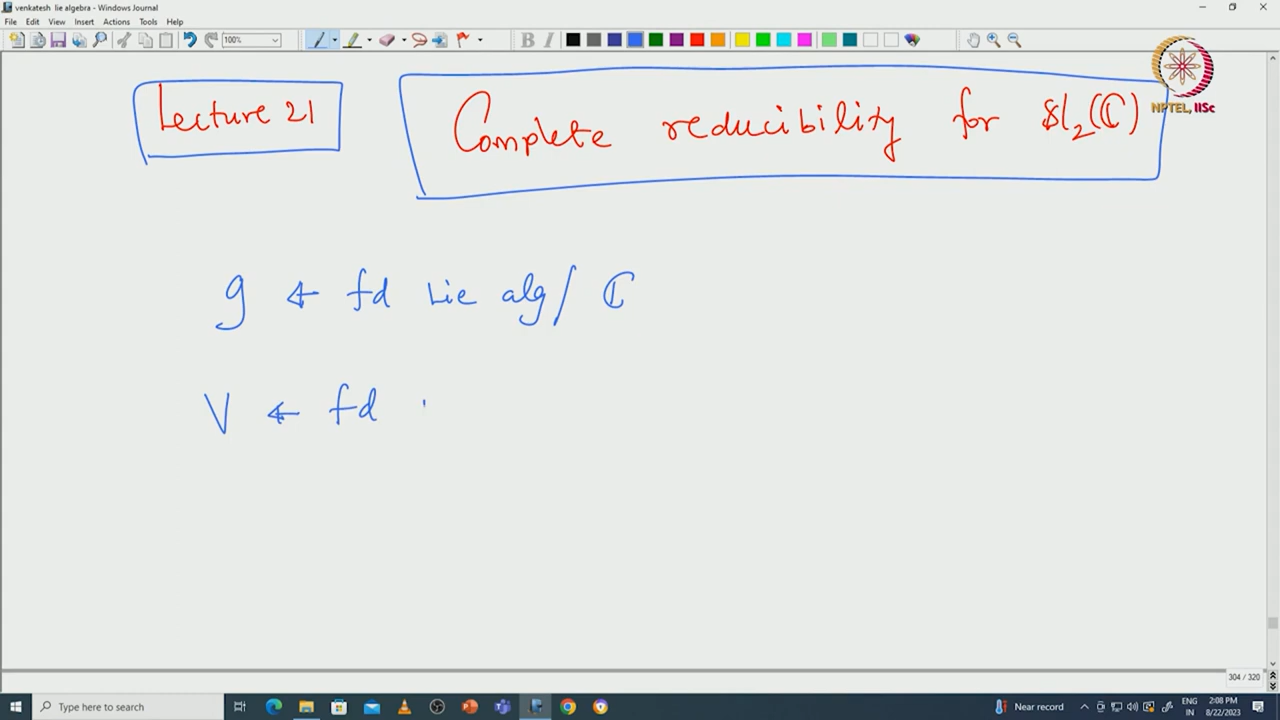 venkatesh lie algebra - Windows Journal
File Edit View Insert Actions Tools Help
100%
B I
Lecture 21
Complete reducibility for sl₂(ℂ)
NPTEL, IISc
g ← fd Lie alg / ℂ
V ← fd
304 / 320
Type here to search
Near record
ENG
IN
2:08 PM
8/22/2023